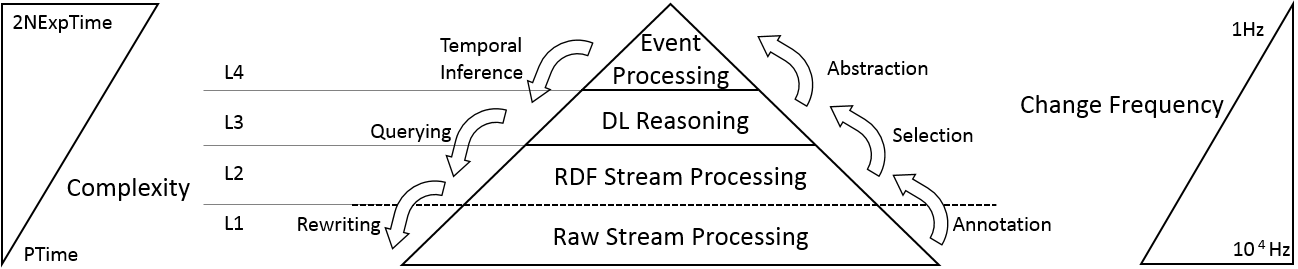 2NExpTime
Complexity
PTime
L4
L3
L2
L1
Temporal
Inference
Querying
Rewriting
Event
Processing
DL Reasoning
RDF Stream Processing
Raw Stream Processing
Abstraction
Selection
Annotation
1Hz
Change Frequency
10⁴ Hz